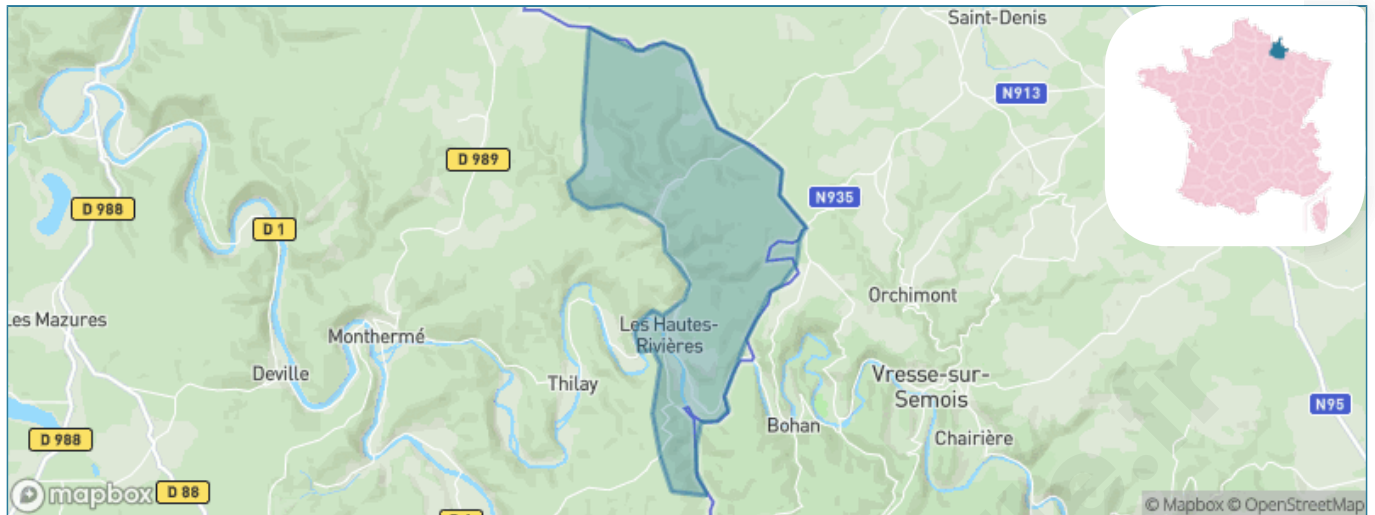 Saint-Denis
N913
D 989
D 988
N935
D 1
Orchimont
Les Mazures
Les Hautes-
Rivières
Monthermé
Deville
Thilay
Vresse-sur-
Semois
N95
Bohan
D 988
Chairière
mapbox
D 88
© Mapbox © OpenStreetMap